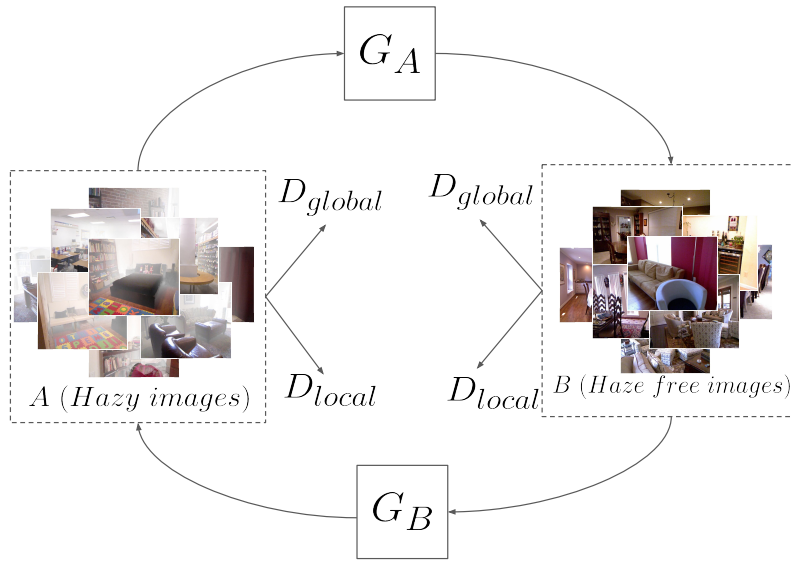 G_A
D_global
D_global
A (Hazy images)
B (Haze free images)
D_local
D_local
G_B